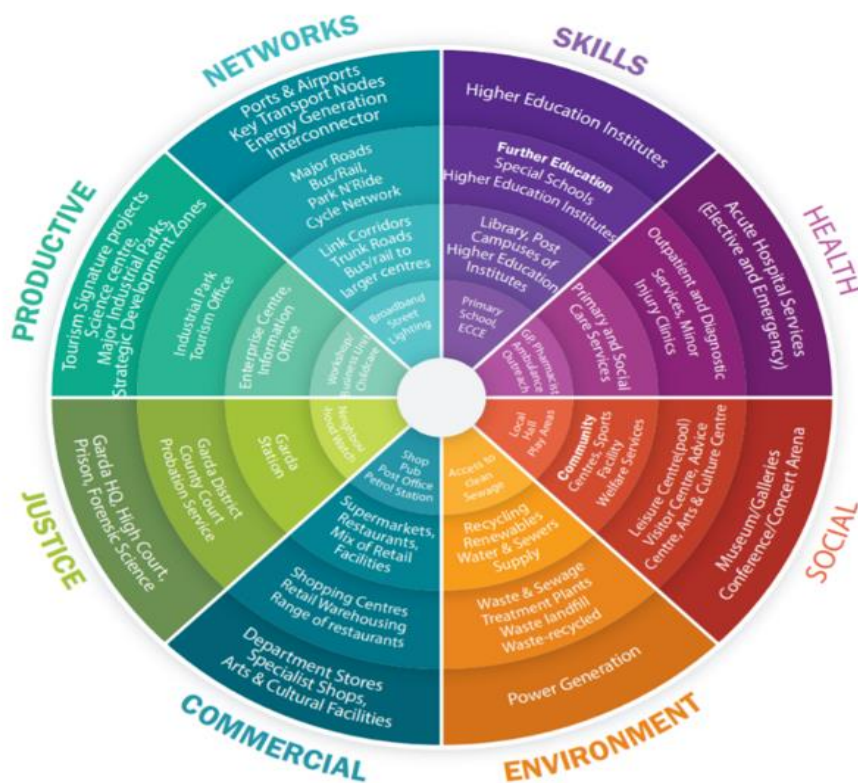 NETWORKS
Ports & Airports
Key Transport Nodes
Energy Generation
Interconnector
Major Roads
Bus/Rail,
Park N'Ride
Cycle Network
Link Corridors
Trunk Roads
Bus/rail to
larger centres
Broadband
Street
Lighting
SKILLS
Higher Education Institutes
Further Education
Special Schools
Higher Education Institutes
Library, Post
Campuses of
Higher Education
Institutes
Primary
School,
ECCE
HEALTH
Acute Hospital Services
(Elective and Emergency)
Outpatient and Diagnostic
Services, Minor
Injury Clinics
Primary and Social
Care Services
GP, Pharmacist
Ambulance
Outreach
SOCIAL
Museum/Galleries
Conference/Concert Arena
Leisure Centre(pool)
Visitor Centre, Advice
Centre, Arts & Culture Centre
Community
Centres, Sports
Facility
Welfare Services
Local
Hall
Play Areas
ENVIRONMENT
Power Generation
Waste & Sewage
Treatment Plants
Waste landfill
Waste-recycled
Recycling
Renewables
Water & Sewers
Supply
Access to
clean
Sewage
COMMERCIAL
Department Stores
Specialist Shops,
Arts & Cultural Facilities
Shopping Centres
Retail Warehousing
Range of restaurants
Supermarkets,
Restaurants,
Mix of Retail
Facilities
Shop
Pub
Post Office
Petrol Station
JUSTICE
Garda HQ, High Court,
Prison, Forensic Science
Garda District
County Court
Probation Service
Garda
Station
Neighbou
rhood Watch
PRODUCTIVE
Tourism Signature projects
Science centre,
Major Industrial Parks,
Strategic Development Zones
Industrial Park
Tourism Office
Enterprise Centre,
Information
Office
Workshop/
Business Unit
Childcare